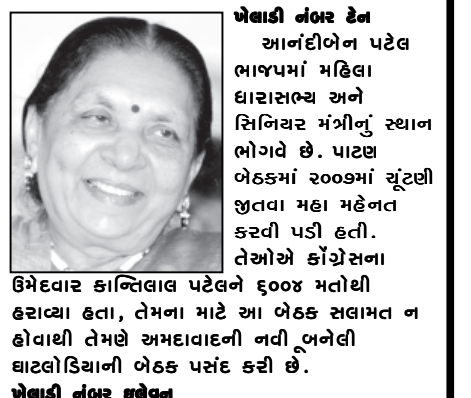 ખેલાડી નંબર ટેન
આનંદીબેન પટેલ
ભાજપમાં મહિલા
ધારાસભ્ય અને
સિનિયર મંત્રીનું સ્થાન
ભોગવે છે. પાટણ
બેઠકમાં ૨૦૦૭માં ચૂંટણી
જીતવા મહા મહેનત
કરવી પડી હતી.
તેઓએ કોંગ્રેસના
ઉમેદવાર કાન્તિલાલ પટેલને ૬૦૦૪ મતોથી
હરાવ્યા હતા, તેમના માટે આ બેઠક સલામત ન
હોવાથી તેમણે અમદાવાદની નવી બૂનેલી
ઘાટલોડિયાની બેઠક પસંદ કરી છે.
ખેલાડી નંબર ઇલેવન